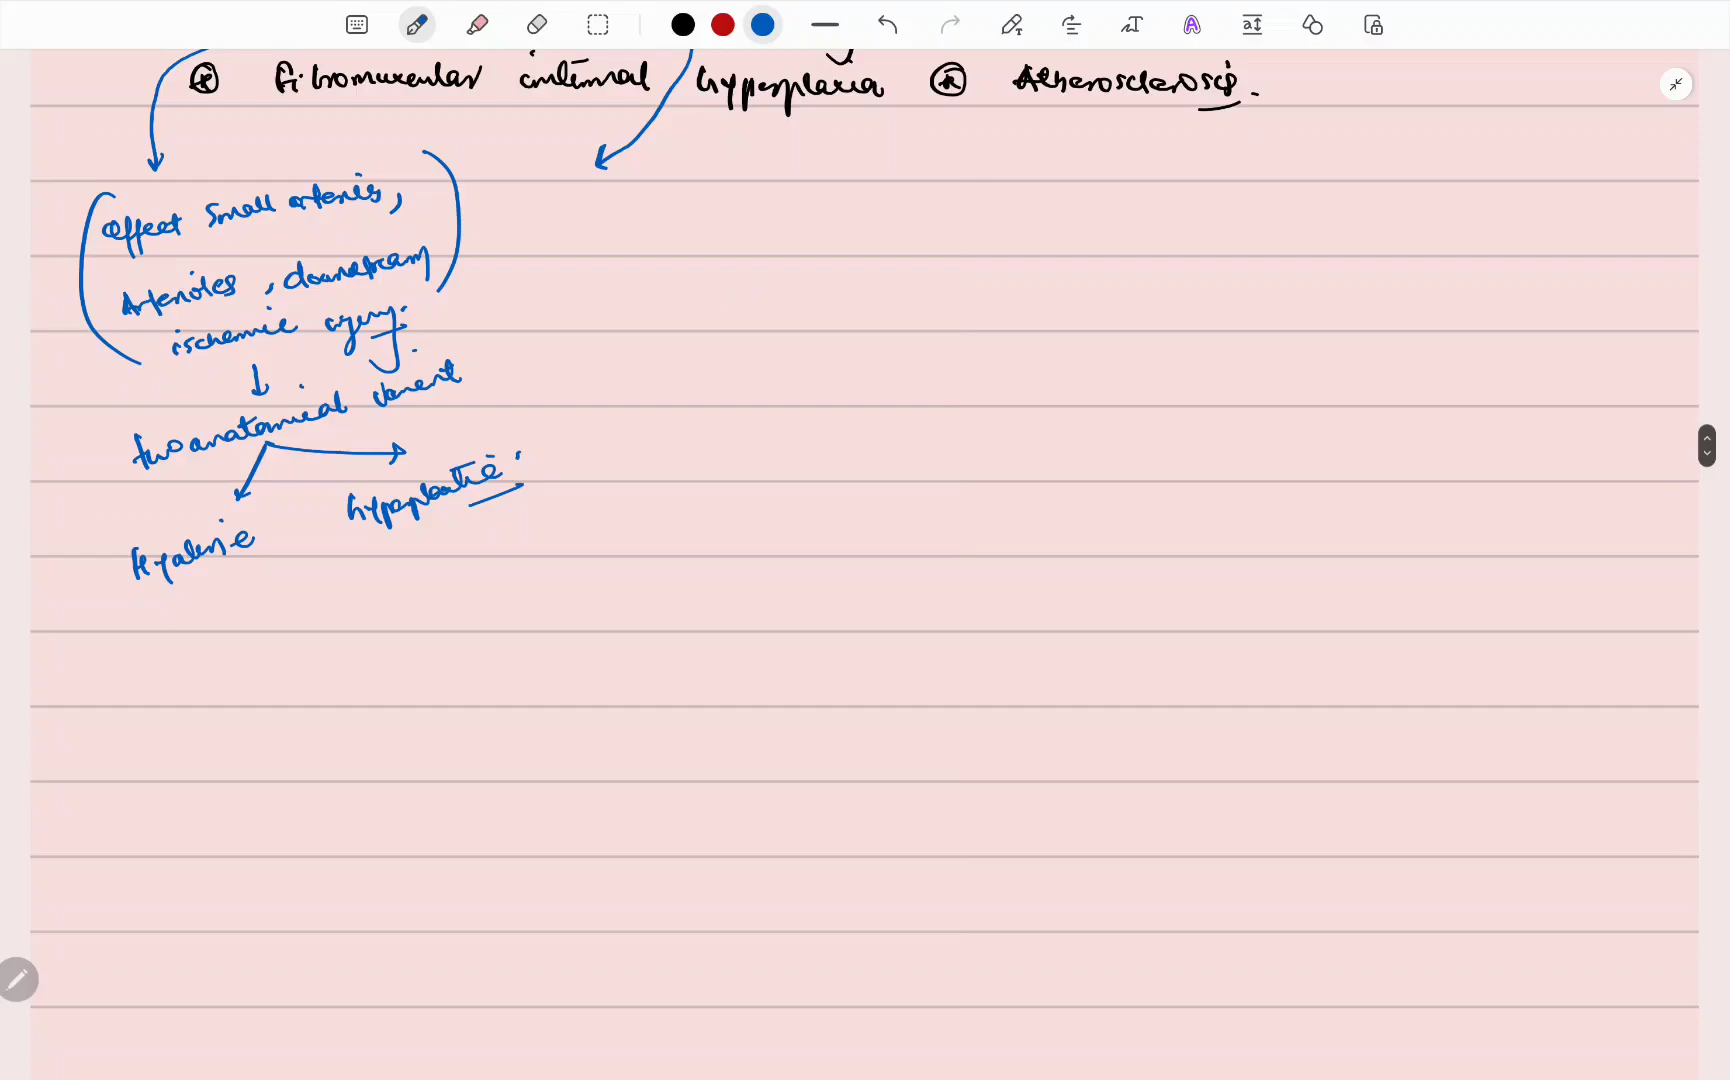 Fibromuscular intimal hyperplasia Atherosclerosis.
(affect small arteries,
Arterioles, downstream)
ischemic injury.
↓
two anatomical variant
hyperplastic
Hyaline